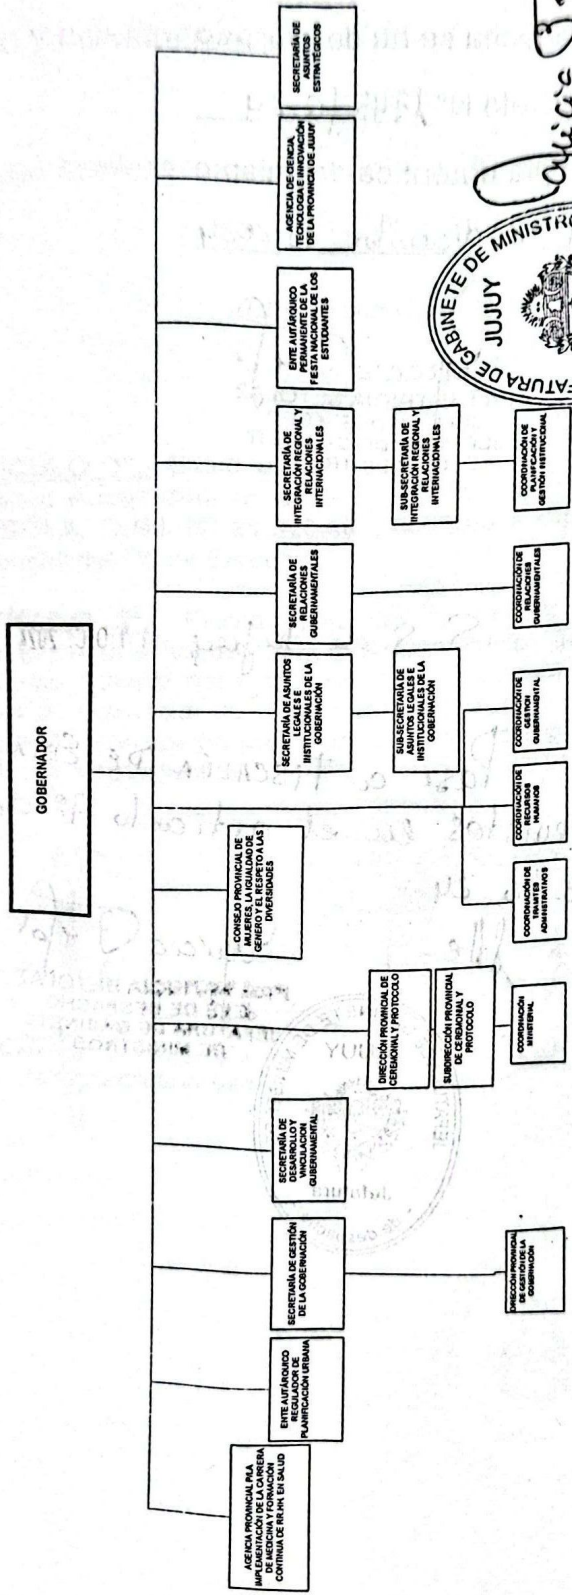 GOBERNADOR
AGENCIA PROVINCIAL P/LA
IMPLEMENTACIÓN DE LA CARRERA
DE MEDICINA Y FORMACIÓN
CONTINUA DE RR.HH. EN SALUD
ENTE AUTÁRQUICO
REGULADOR DE
PLANIFICACIÓN URBANA
SECRETARÍA DE GESTIÓN
DE LA GOBERNACIÓN
DIRECCIÓN PROVINCIAL
DE GESTIÓN DE LA
GOBERNACIÓN
SECRETARÍA DE
DESARROLLO Y
VINCULACION
GUBERNAMENTAL
DIRECCIÓN PROVINCIAL DE
CEREMONIAL Y PROTOCOLO
SUBDIRECCIÓN PROVINCIAL
DE CEREMONIAL Y
PROTOCOLO
COORDINACIÓN
MINISTERIAL
CONSEJO PROVINCIAL DE
MUJERES, LA IGUALDAD DE
GENERO Y EL RESPETO A LAS
DIVERSIDADES
COORDINACIÓN DE
TRAMITES
ADMINISTRATIVOS
COORDINACIÓN DE
RECURSOS
HUMANOS
COORDINACIÓN DE
GESTION
GUBERNAMENTAL
SECRETARÍA DE ASUNTOS
LEGALES E
INSTITUCIONALES DE LA
GOBERNACIÓN
SUB-SECRETARÍA DE
ASUNTOS LEGALES E
INSTITUCIONALES DE LA
GOBERNACIÓN
SECRETARÍA DE
RELACIONES
GUBERNAMENTALES
COORDINACIÓN DE
RELACIONES
GUBERNAMENTALES
SECRETARÍA DE
INTEGRACIÓN REGIONAL Y
RELACIONES
INTERNACIONALES
SUB-SECRETARÍA DE
INTEGRACIÓN REGIONAL Y
RELACIONES
INTERNACIONALES
COORDINACIÓN DE
PLANIFICACIÓN Y
GESTIÓN INSTITUCIONAL
ENTE AUTÁRQUICO
PERMANENTE DE LA
FIESTA NACIONAL DE LOS
ESTUDIANTES
AGENCIA DE CIENCIA,
TECNOLOGIA E INNOVACIÓN
DE LA PROVINCIA DE JUJUY
SECRETARÍA DE
ASUNTOS
ESTRATÉGICOS
DE GABINETE DE
JUJUY